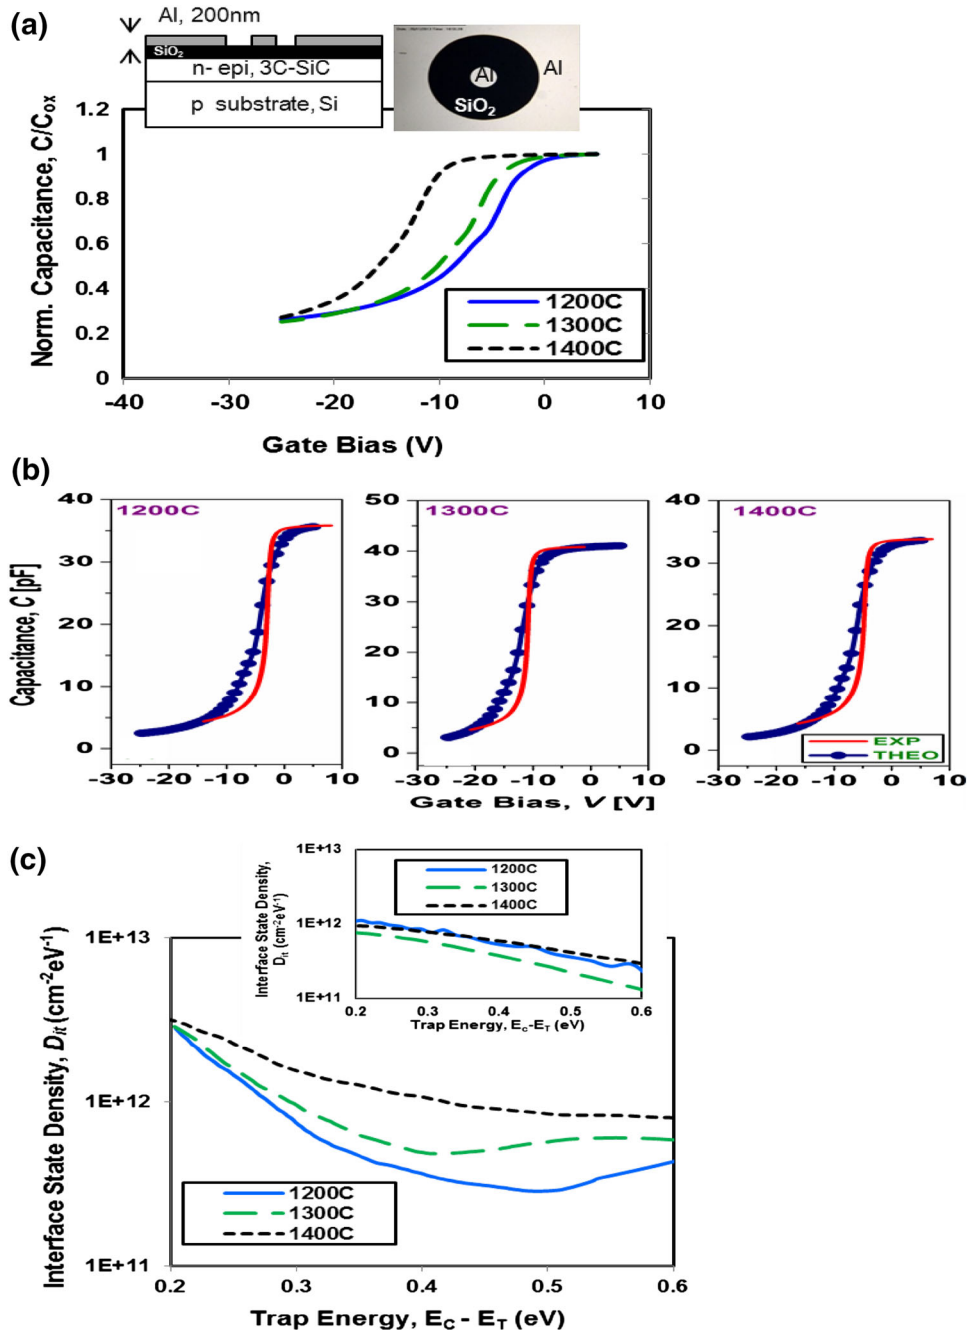 (a)
Al, 200nm
SiO2
n- epi, 3C-SiC
p substrate, Si
Al
Al
SiO2
Norm. Capacitance, C/Cox
1.2
1
0.8
0.6
0.4
0.2
0
1200C
1300C
1400C
-40
-30
-20
-10
0
10
Gate Bias (V)
(b)
Capacitance, C [pF]
40
30
20
10
0
1200C
-30
-20
-10
0
10
50
40
30
20
10
0
1300C
-30
-20
-10
0
10
40
30
20
10
0
1400C
EXP
THEO
-30
-20
-10
0
10
Gate Bias, V [V]
(c)
Interface State Density,
Dit (cm-2eV-1)
1E+13
1E+12
1E+11
1200C
1300C
1400C
0.2
0.3
0.4
0.5
0.6
Trap Energy, EC-ET (eV)
Interface State Density, Dit (cm-2eV-1)
1E+13
1E+12
1E+11
1200C
1300C
1400C
0.2
0.3
0.4
0.5
0.6
Trap Energy, EC - ET (eV)